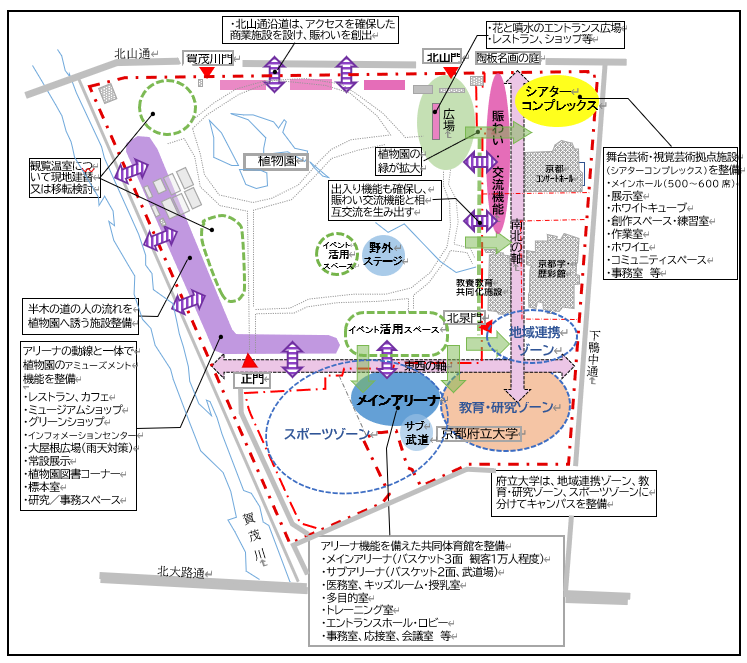 ・北山通沿道は、アクセスを確保した
商業施設を設け、賑わいを創出
・花と噴水のエントランス広場
・レストラン、ショップ等
北山通
賀茂川門
北山門
陶板名画の庭
シアター
コンプレックス
広場
賑わい・交流機能
植物園の
緑が拡大
観覧温室につ
いて現地建替
又は移転検討
植物園
出入り機能も確保し、
賑わい交流機能と相
互交流を生み出す
京都
コンサートホール
舞台芸術・視覚芸術拠点施設
(シアターコンプレックス)を整備
・メインホール(500～600席)
・展示室
・ホワイトキューブ
・創作スペース・練習室
・作業室
・ホワイエ
・コミュニティスペース
・事務室 等
南北の軸
イベント
活用
スペース
野外
ステージ
京都学・
歴彩館
教養教育
共同化施設
半木の道の人の流れを
植物園へ誘う施設整備
イベント活用スペース
北泉門
地域連携
ゾーン
下鴨中通
アリーナの動線と一体で
植物園のアミューズメント
機能を整備
・レストラン、カフェ
・ミュージアムショップ
・グリーンショップ
・インフォメーションセンター
・大屋根広場(雨天対策)
・常設展示
・植物園図書コーナー
・標本室
・研究／事務スペース
正門
東西の軸
メインアリーナ
教育・研究ゾーン
スポーツゾーン
サブ
武道
京都府立大学
府立大学は、地域連携ゾーン、教
育・研究ゾーン、スポーツゾーンに
分けてキャンパスを整備
賀茂川
北大路通
アリーナ機能を備えた共同体育館を整備
・メインアリーナ(バスケット3面 観客1万人程度)
・サブアリーナ(バスケット2面、武道場)
・医務室、キッズルーム・授乳室
・多目的室
・トレーニング室
・エントランスホール・ロビー
・事務室、応接室、会議室 等